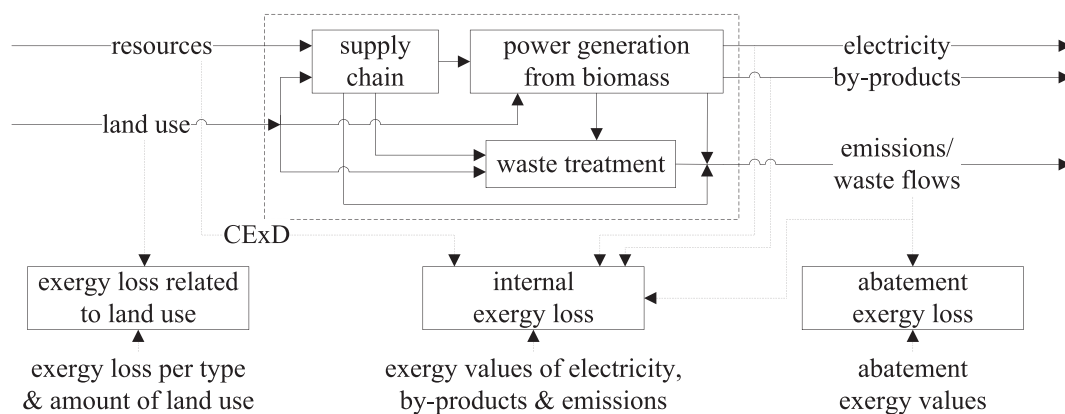 resources
supply
chain
power generation
from biomass
electricity
by-products
land use
waste treatment
emissions/
waste flows
CExD
exergy loss related
to land use
internal
exergy loss
abatement
exergy loss
exergy loss per type
& amount of land use
exergy values of electricity,
by-products & emissions
abatement
exergy values